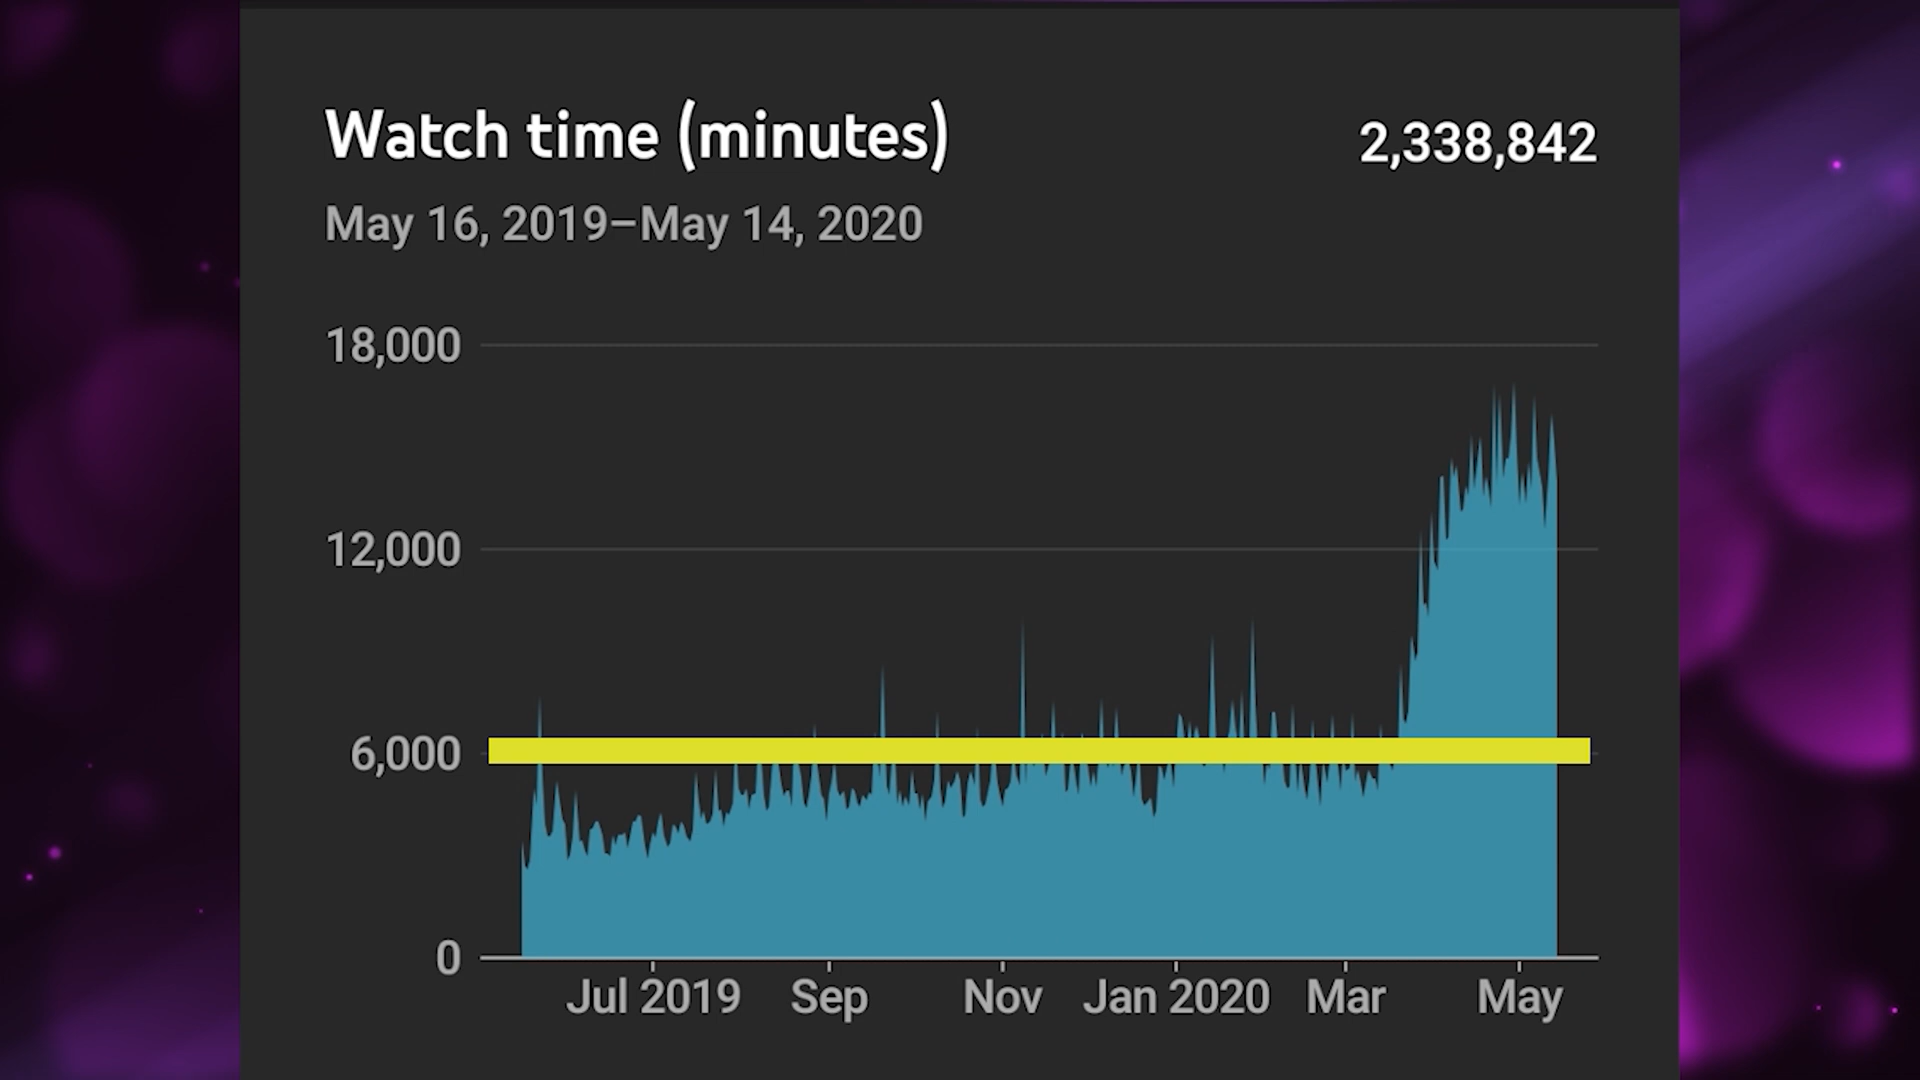 Watch time (minutes)
2,338,842
May 16, 2019–May 14, 2020
18,000
12,000
6,000
0
Jul 2019 Sep Nov Jan 2020 Mar May